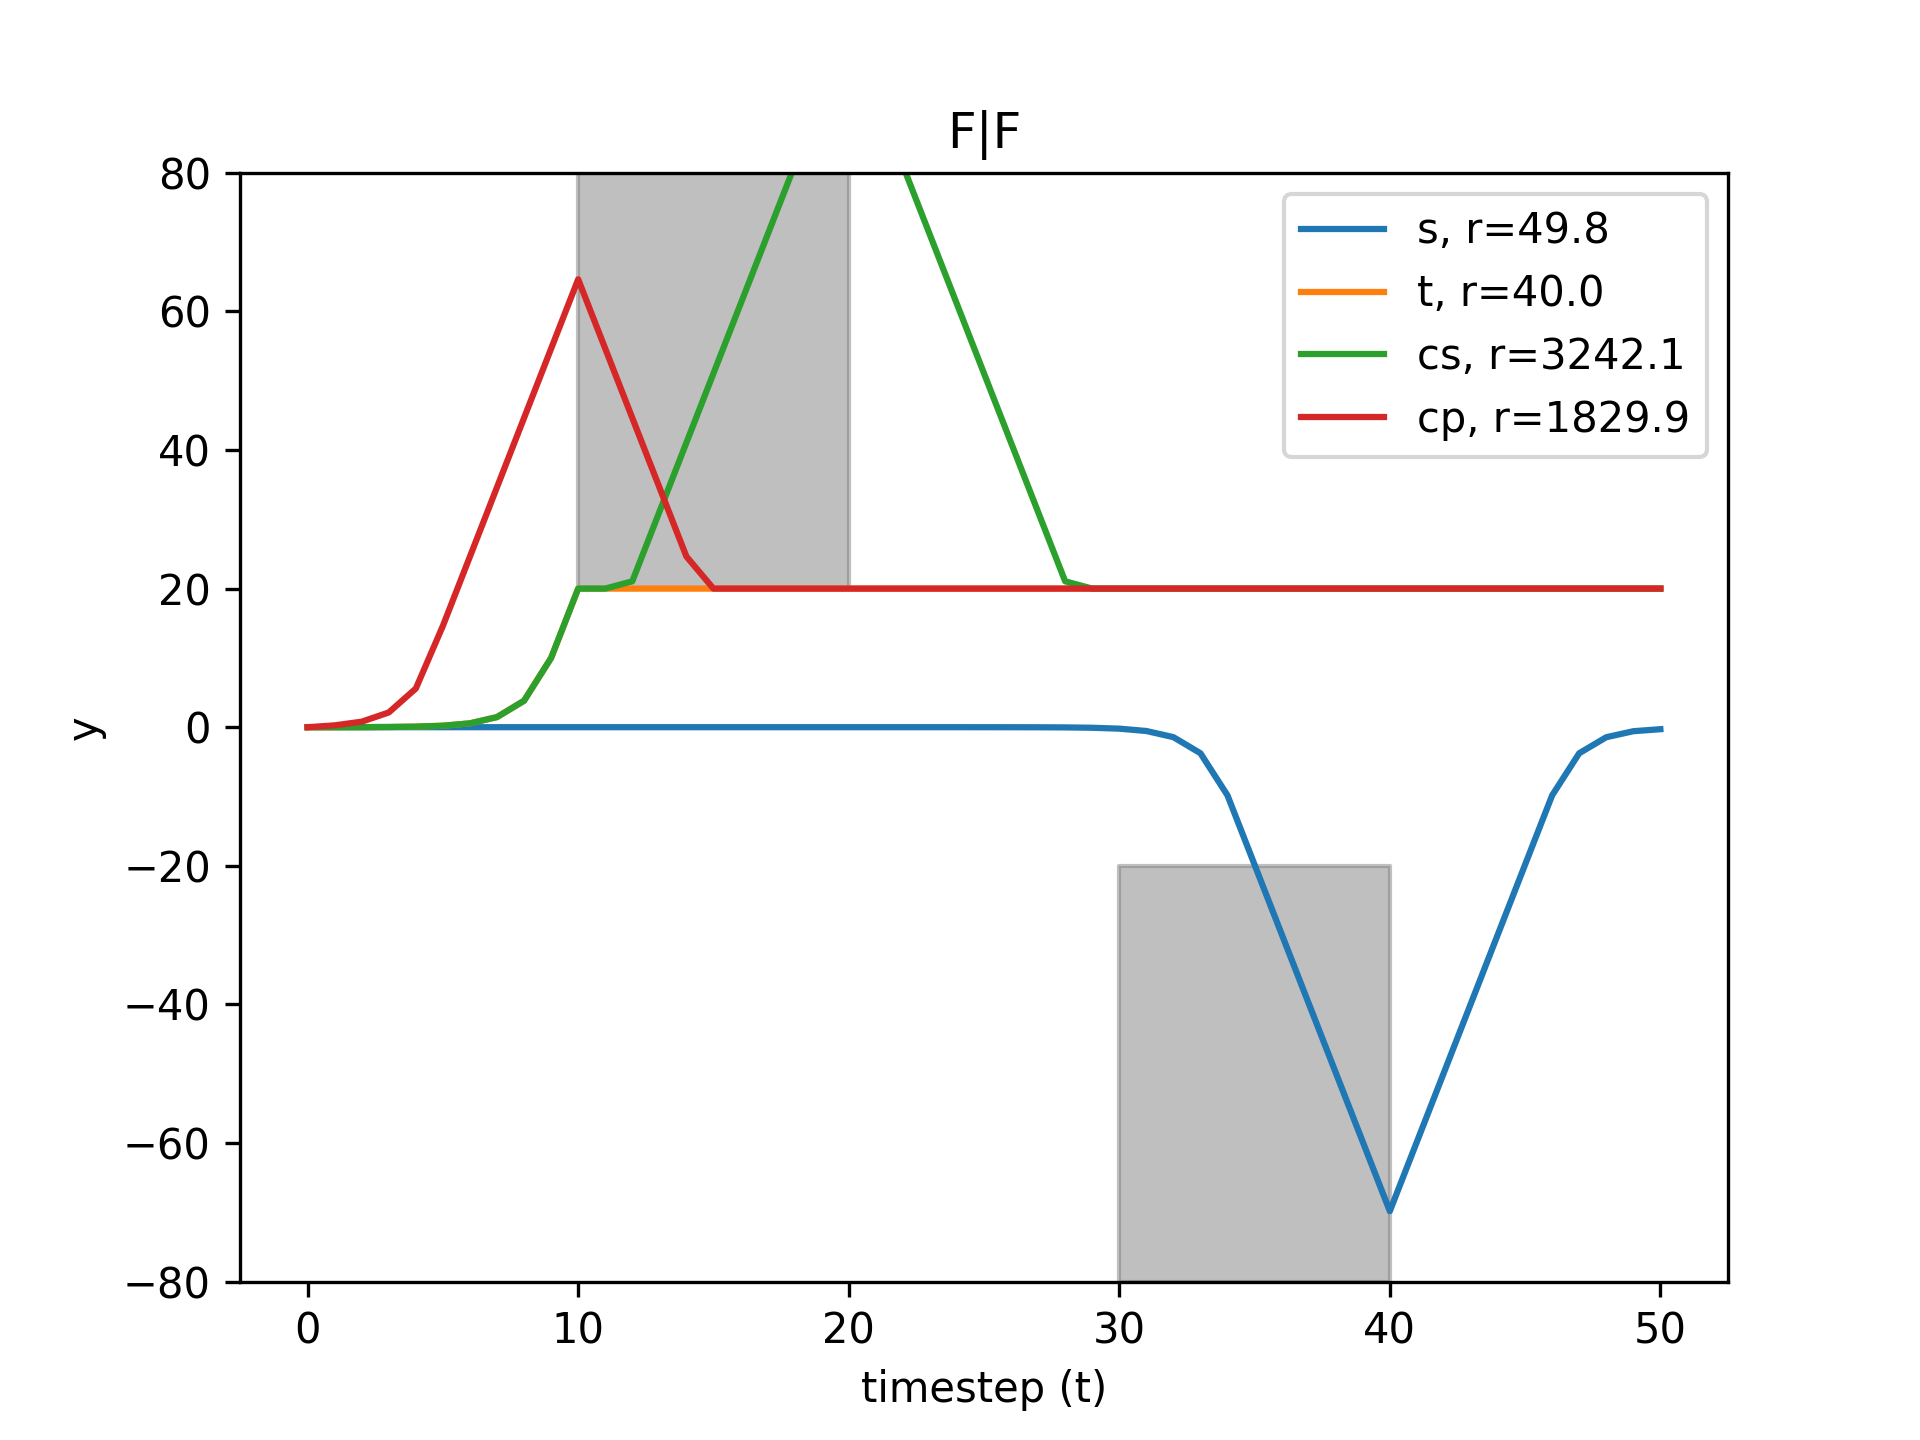 F|F
80
60
40
20
0
−20
−40
−60
−80
y
s, r=49.8
t, r=40.0
cs, r=3242.1
cp, r=1829.9
0 10 20 30 40 50
timestep (t)